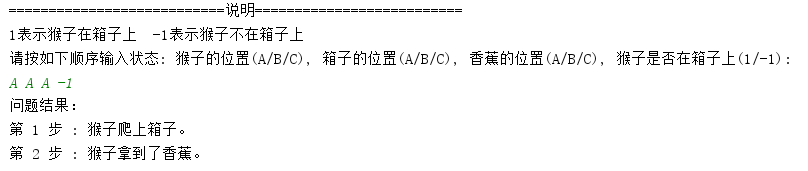 ===========================说明==========================
1表示猴子在箱子上  -1表示猴子不在箱子上
请按如下顺序输入状态: 猴子的位置(A/B/C), 箱子的位置(A/B/C), 香蕉的位置(A/B/C), 猴子是否在箱子上(1/-1):
A A A -1
问题结果:
第 1 步 : 猴子爬上箱子。
第 2 步 : 猴子拿到了香蕉。